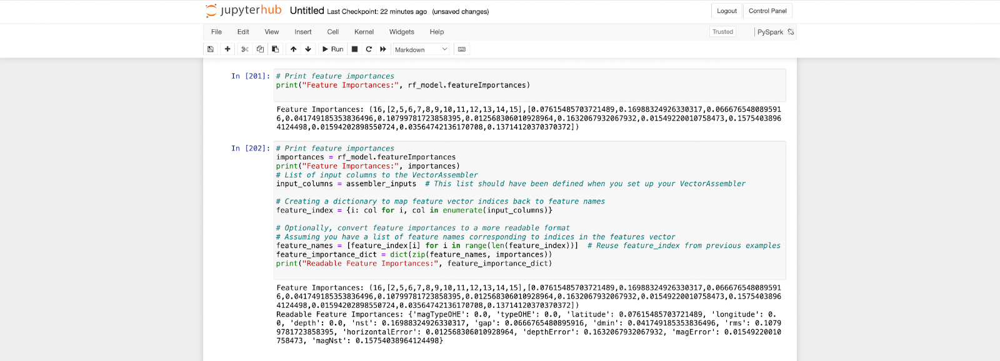 jupyterhub Untitled Last Checkpoint: 22 minutes ago (unsaved changes) Logout Control Panel
File Edit View Insert Cell Kernel Widgets Help Trusted PySpark
Run Markdown
In [201]: # Print feature importances
print("Feature Importances:", rf_model.featureImportances)
Feature Importances: (16,[2,5,6,7,8,9,10,11,12,13,14,15],[0.07615485703721489,0.16988324926330317,0.066676548089591
6,0.041749185353836496,0.10799781723858395,0.012568306010928964,0.1632067932067932,0.01549220010758473,0.1575403896
4124498,0.01594202898550724,0.03564742136170708,0.13714120370370372])
In [202]: # Print feature importances
importances = rf_model.featureImportances
print("Feature Importances:", importances)
# List of input columns to the VectorAssembler
input_columns = assembler_inputs # This list should have been defined when you set up your VectorAssembler
# Creating a dictionary to map feature vector indices back to feature names
feature_index = {i: col for i, col in enumerate(input_columns)}
# Optionally, convert feature importances to a more readable format
# Assuming you have a list of feature names corresponding to indices in the features vector
feature_names = [feature_index[i] for i in range(len(feature_index))] # Reuse feature_index from previous examples
feature_importance_dict = dict(zip(feature_names, importances))
print("Readable Feature Importances:", feature_importance_dict)
Feature Importances: (16,[2,5,6,7,8,9,10,11,12,13,14,15],[0.07615485703721489,0.16988324926330317,0.066676548089591
6,0.041749185353836496,0.10799781723858395,0.012568306010928964,0.1632067932067932,0.01549220010758473,0.1575403896
4124498,0.01594202898550724,0.03564742136170708,0.13714120370370372])
Readable Feature Importances: {'magTypeOHE': 0.0, 'typeOHE': 0.0, 'latitude': 0.07615485703721489, 'longitude': 0.
0, 'depth': 0.0, 'nst': 0.16988324926330317, 'gap': 0.0666765480895916, 'dmin': 0.041749185353836496, 'rms': 0.1079
9781723858395, 'horizontalError': 0.012568306010928964, 'depthError': 0.1632067932067932, 'magError': 0.01549220010
758473, 'magNst': 0.15754038964124498}